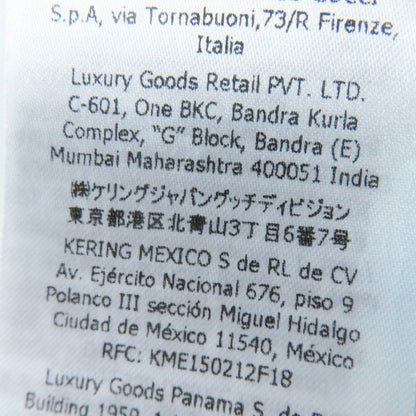 S.p.A, via Tornabuoni,73/R Firenze,
Italia
Luxury Goods Retail PVT. LTD.
C-601, One BKC, Bandra Kurla
Complex, "G" Block, Bandra (E)
Mumbai Maharashtra 400051 India
㈱ケリングジャパングッチディビジョン
東京都港区北青山3丁目6番7号
KERING MEXICO S de RL de CV
Av. Ejército Nacional 676, piso 9
Polanco III sección Miguel Hidalgo
Ciudad de México 11540, México
RFC: KME150212F18
Luxury Goods Panama S. de
Building 1950